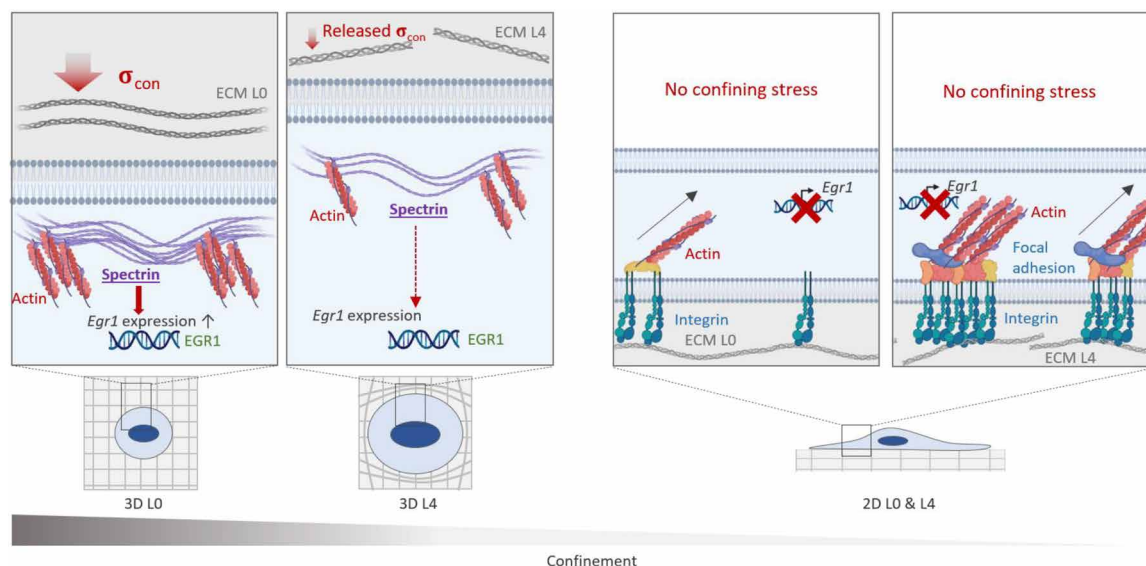 σcon
ECM L0
Actin
Spectrin
Egr1 expression ↑
EGR1
Released σcon
ECM L4
Actin
Spectrin
Egr1 expression
EGR1
No confining stress
Egr1
Actin
Integrin
ECM L0
No confining stress
Egr1
Actin
Focal
adhesion
Integrin
ECM L4
3D L0
3D L4
2D L0 & L4
Confinement